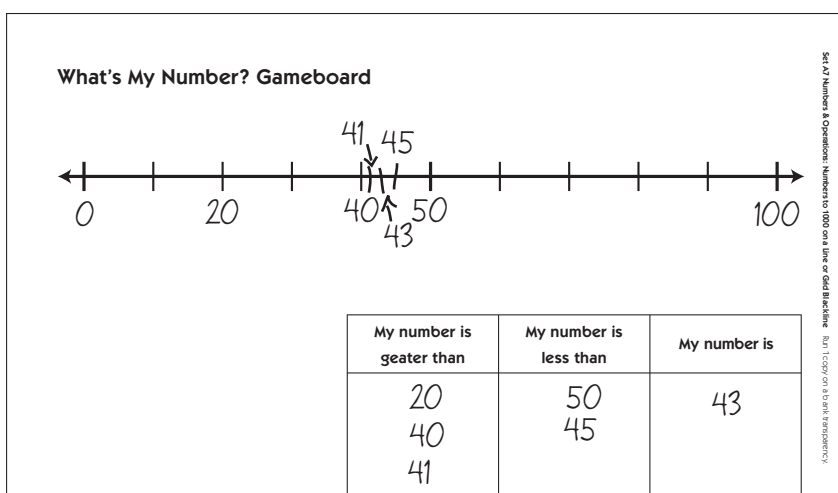 What's My Number? Gameboard
41 45
0 20 40 50 100
43
My number is
geater than
My number is
less than
My number is
20 50 43
40 45
41
Set A7 Numbers & Operations: Numbers to 1000 on a Line or Grid Blackline Run 1 copy on a blank transparency.